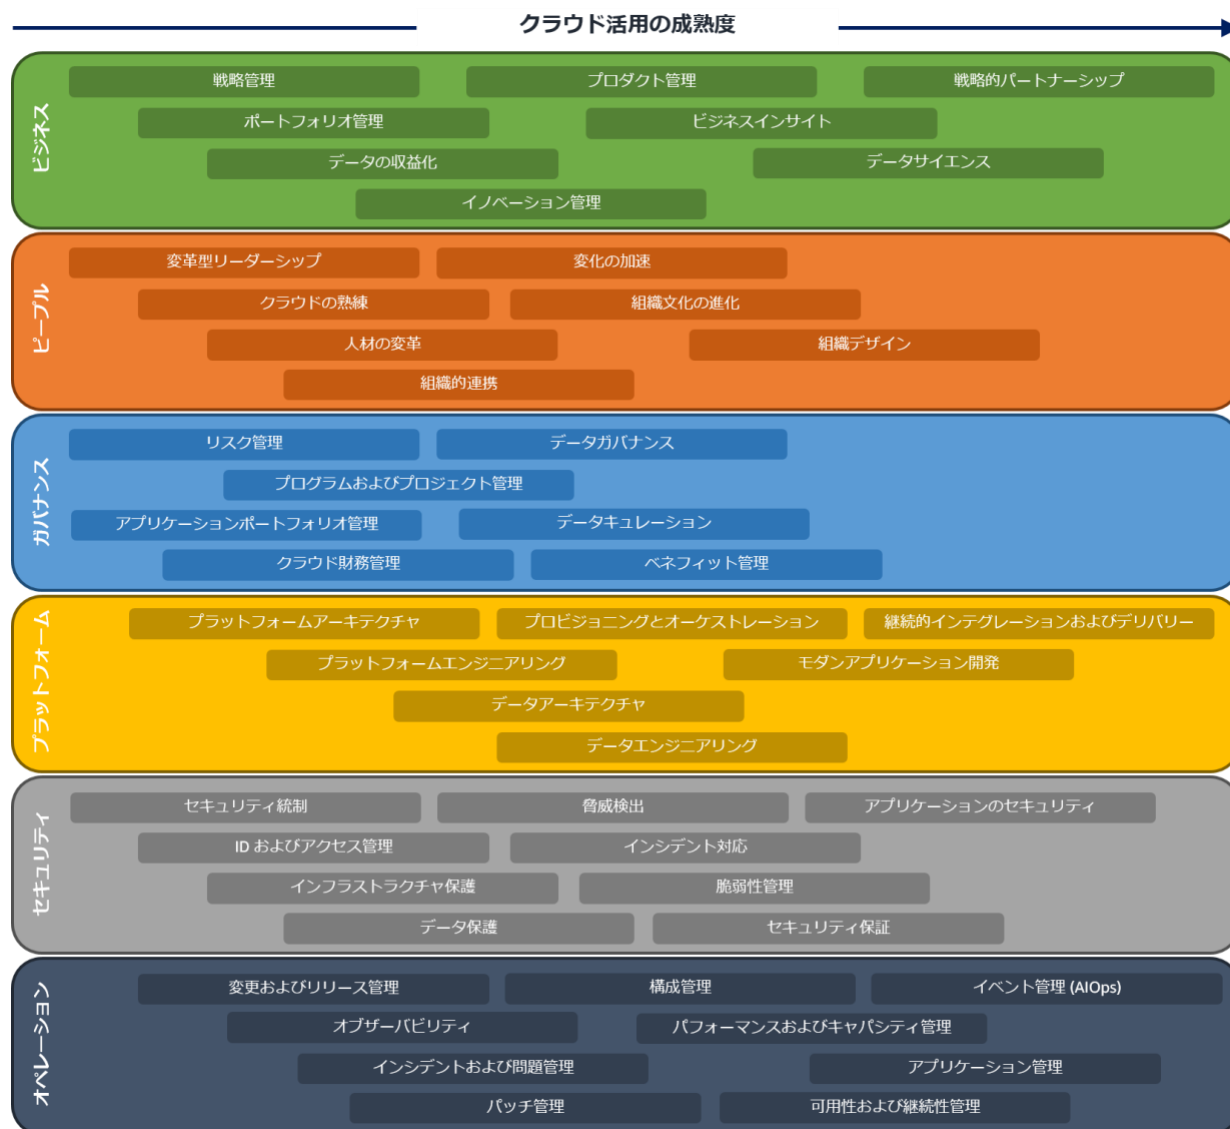 クラウド活用の成熟度
ビジネス
戦略管理
プロダクト管理
戦略的パートナーシップ
ポートフォリオ管理
ビジネスインサイト
データの収益化
データサイエンス
イノベーション管理
ピープル
変革型リーダーシップ
変化の加速
クラウドの熟練
組織文化の進化
人材の変革
組織デザイン
組織的連携
ガバナンス
リスク管理
データガバナンス
プログラムおよびプロジェクト管理
アプリケーションポートフォリオ管理
データキュレーション
クラウド財務管理
ベネフィット管理
プラットフォーム
プラットフォームアーキテクチャ
プロビジョニングとオーケストレーション
継続的インテグレーションおよびデリバリー
プラットフォームエンジニアリング
モダンアプリケーション開発
データアーキテクチャ
データエンジニアリング
セキュリティ
セキュリティ統制
脅威検出
アプリケーションのセキュリティ
ID およびアクセス管理
インシデント対応
インフラストラクチャ保護
脆弱性管理
データ保護
セキュリティ保証
オペレーション
変更およびリリース管理
構成管理
イベント管理 (AIOps)
オブザーバビリティ
パフォーマンスおよびキャパシティ管理
インシデントおよび問題管理
アプリケーション管理
パッチ管理
可用性および継続性管理